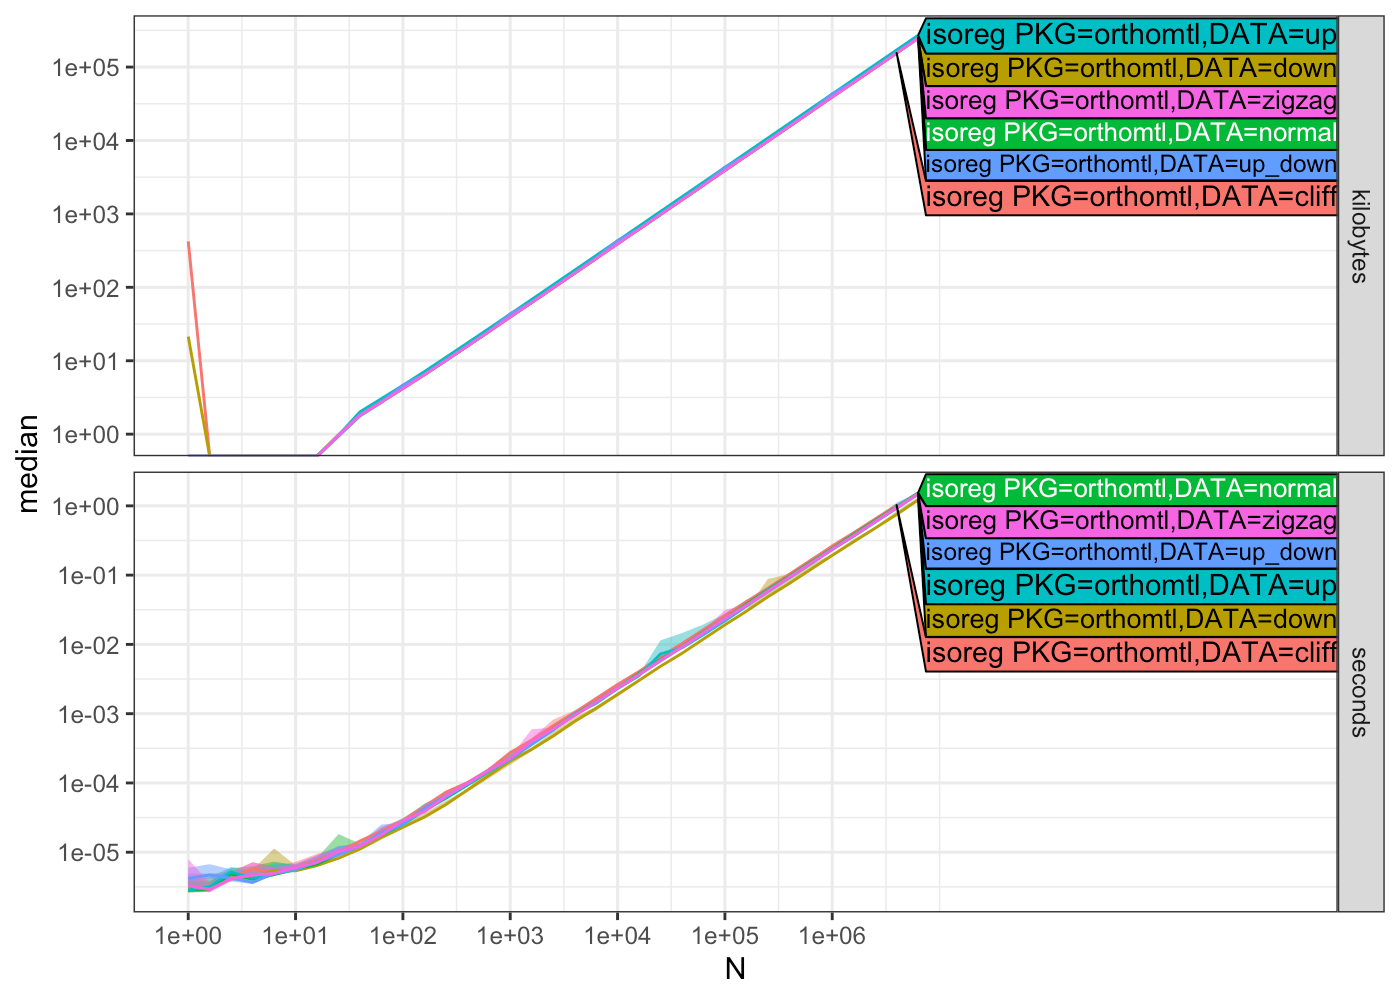 median
1e+05
1e+04
1e+03
1e+02
1e+01
1e+00
isoreg PKG=orthomtl,DATA=up
isoreg PKG=orthomtl,DATA=down
isoreg PKG=orthomtl,DATA=zigzag
isoreg PKG=orthomtl,DATA=normal
isoreg PKG=orthomtl,DATA=up_down
isoreg PKG=orthomtl,DATA=cliff
kilobytes
1e+00
1e-01
1e-02
1e-03
1e-04
1e-05
isoreg PKG=orthomtl,DATA=normal
isoreg PKG=orthomtl,DATA=zigzag
isoreg PKG=orthomtl,DATA=up_down
isoreg PKG=orthomtl,DATA=up
isoreg PKG=orthomtl,DATA=down
isoreg PKG=orthomtl,DATA=cliff
seconds
1e+00 1e+01 1e+02 1e+03 1e+04 1e+05 1e+06
N